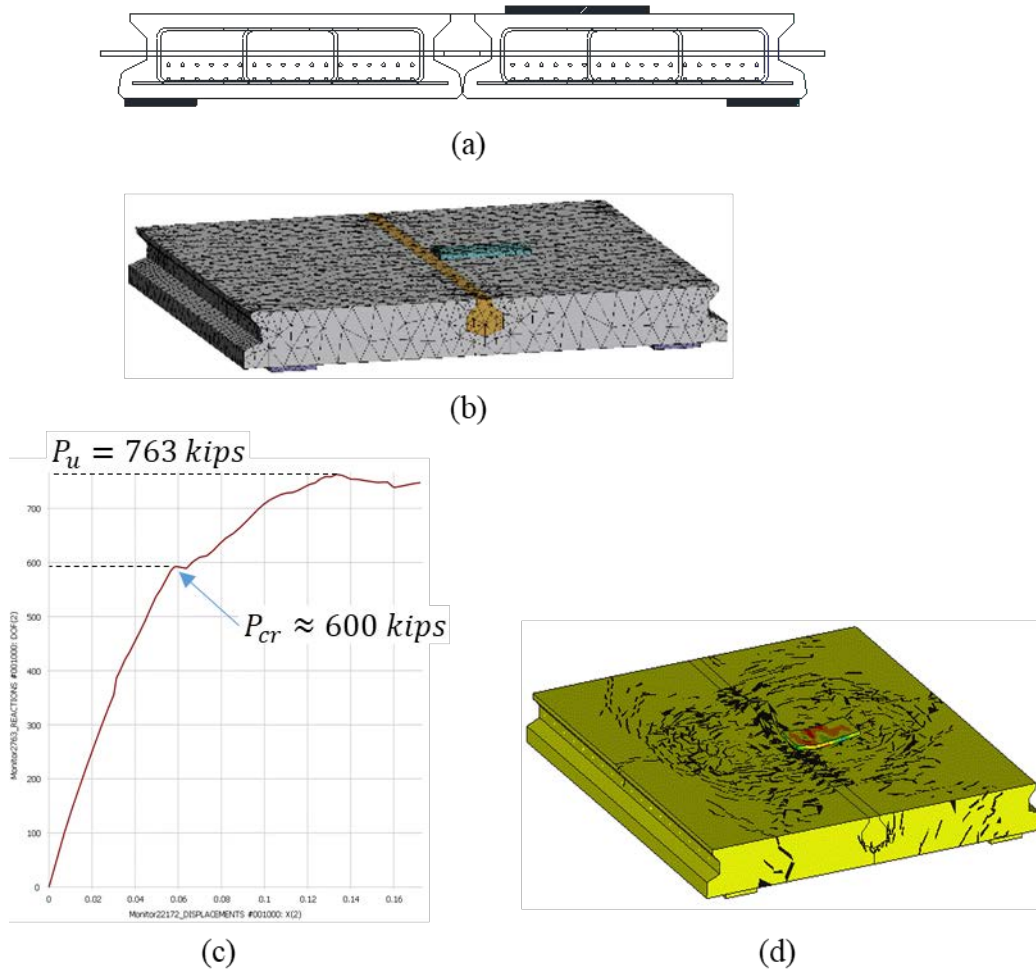 (a)
(b)
P_u = 763 kips
700
600
500
400
300
200
100
0
P_cr ≈ 600 kips
0 0.02 0.04 0.06 0.08 0.1 0.12 0.14 0.16
Monitor22172_DISPLACEMENTS #001000: X(2)
Monitor2763_REACTIONS #001000: DOF(2)
(c)
(d)